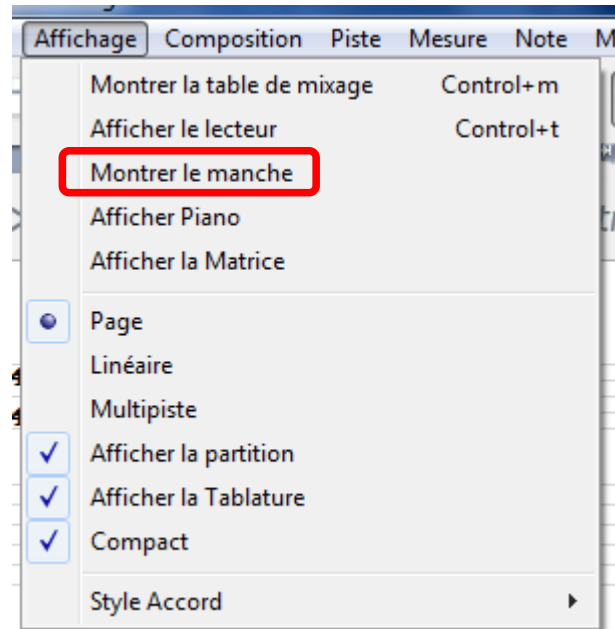 Affichage Composition Piste Mesure Note M
Montrer la table de mixage Control+m
Afficher le lecteur Control+t
Montrer le manche
Afficher Piano
Afficher la Matrice
Page
Linéaire
Multipiste
Afficher la partition
Afficher la Tablature
Compact
Style Accord